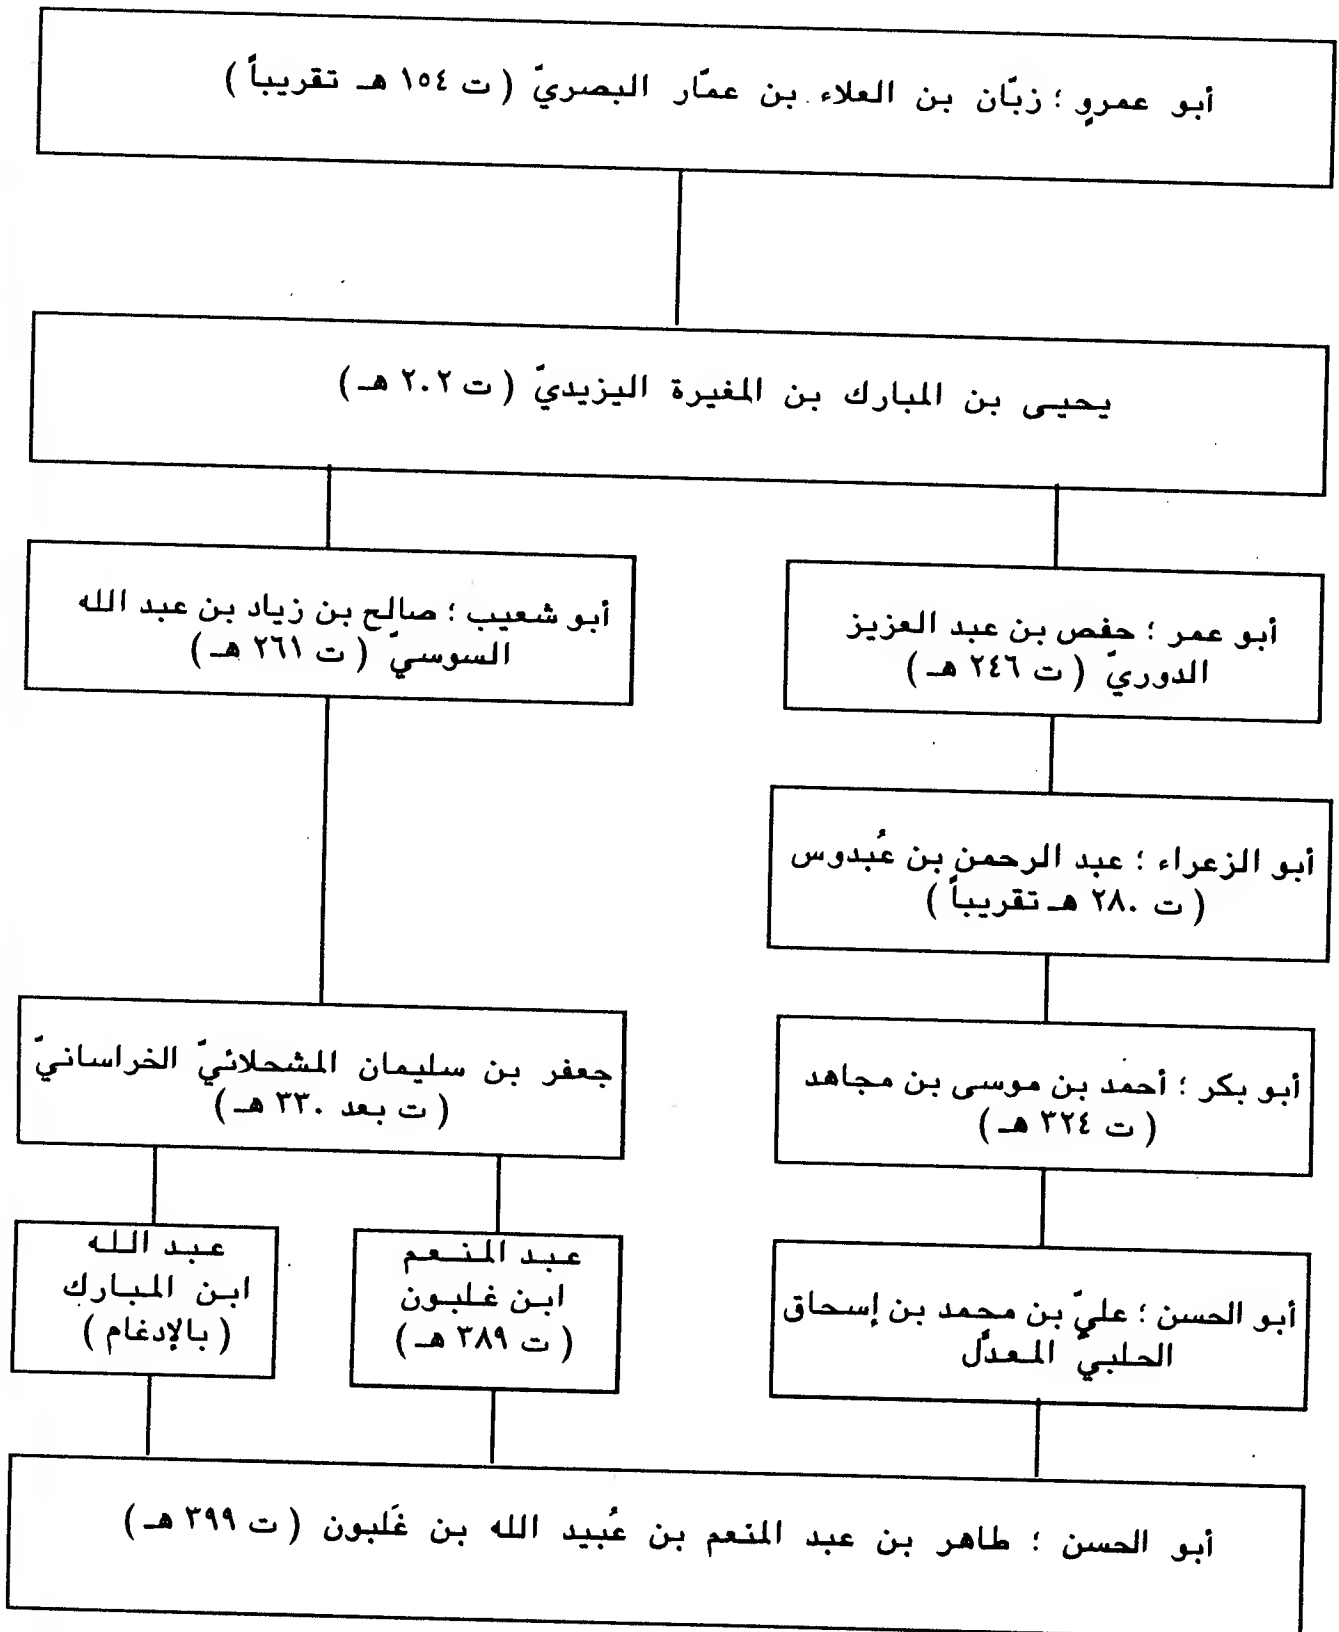 أبو عمروٍ ؛ زبّان بن العلاء بن عمّار البصريّ ( ت ١٥٤ هـ تقريباً )
يحيـى بن المبارك بن المغيرة اليزيديّ ( ت ٢٠٢ هـ )
أبو عمر ؛ حفص بن عبد العزيز
الدوريّ ( ت ٢٤٦ هـ )
أبو شعيب ؛ صالح بن زياد بن عبد الله
السوسيّ ( ت ٢٦١ هـ )
أبو الزعراء ؛ عبد الرحمن بن عُبدوس
( ت ٢٨٠ هـ تقريباً )
أبو بكر ؛ أحمد بن موسى بن مجاهد
( ت ٣٢٤ هـ )
جعفر بن سليمان المشحلائيّ الخراسانيّ
( ت بعد ٣٣٠ هـ )
أبو الحسن ؛ عليّ بن محمد بن إسحاق
الحلبيّ المعدَّل
عبد المنعم
ابن غلبون
( ت ٣٨٩ هـ )
عبد الله
ابن المبارك
( بالإدغام )
أبو الحسن ؛ طاهر بن عبد المنعم بن عُبيد الله بن غَلبون ( ت ٣٩٩ هـ )